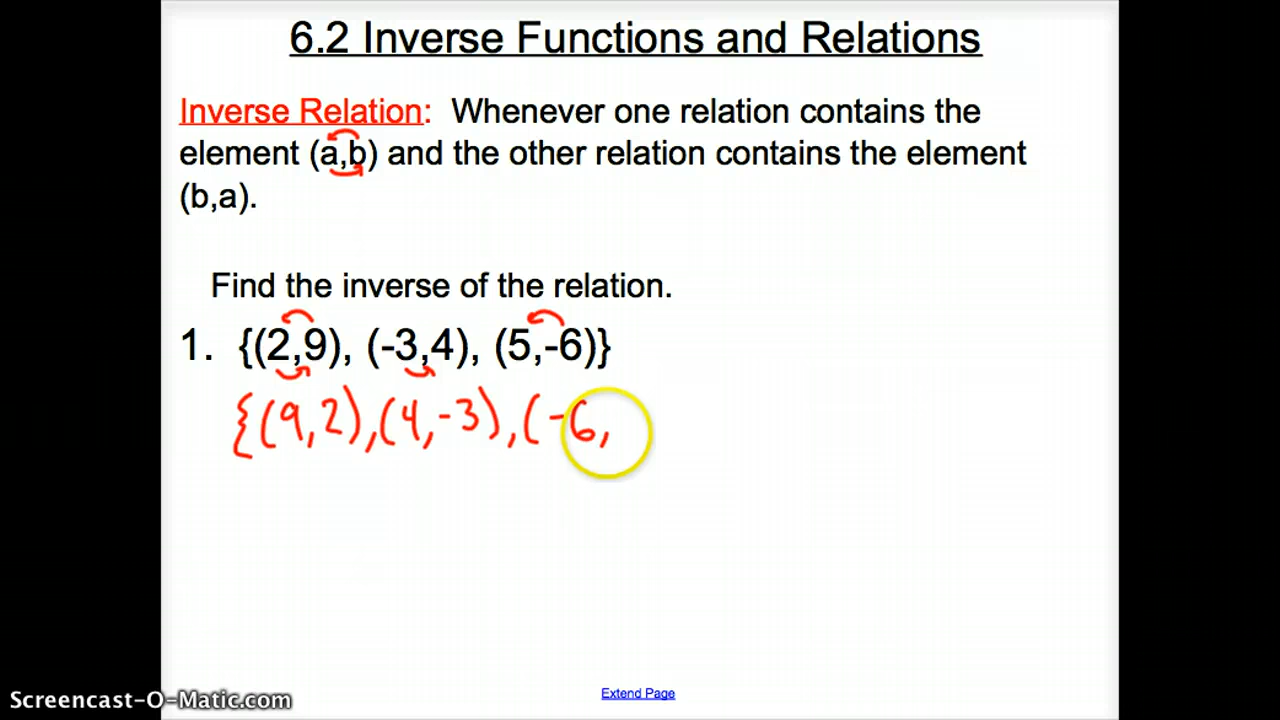 6.2 Inverse Functions and Relations
Inverse Relation: Whenever one relation contains the
element (a,b) and the other relation contains the element
(b,a).
Find the inverse of the relation.
1. {(2,9), (-3,4), (5,-6)}
{(9,2),(4,-3),(-6,
Extend Page
Screencast-O-Matic.com